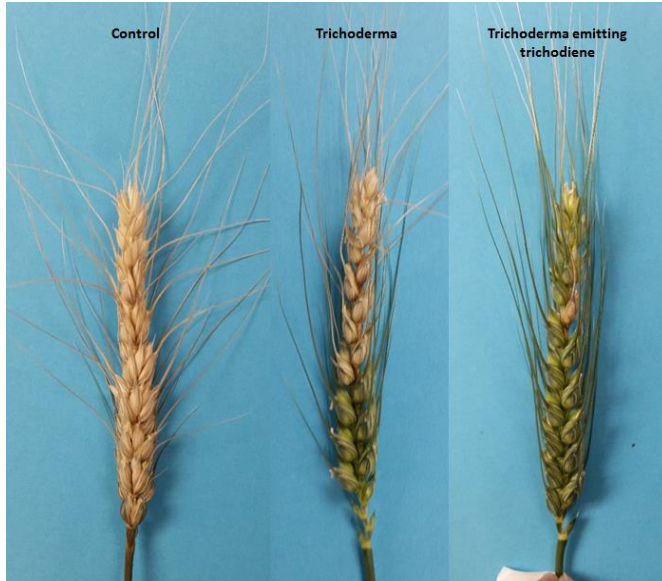 Control
Trichoderma
Trichoderma emitting
trichodiene